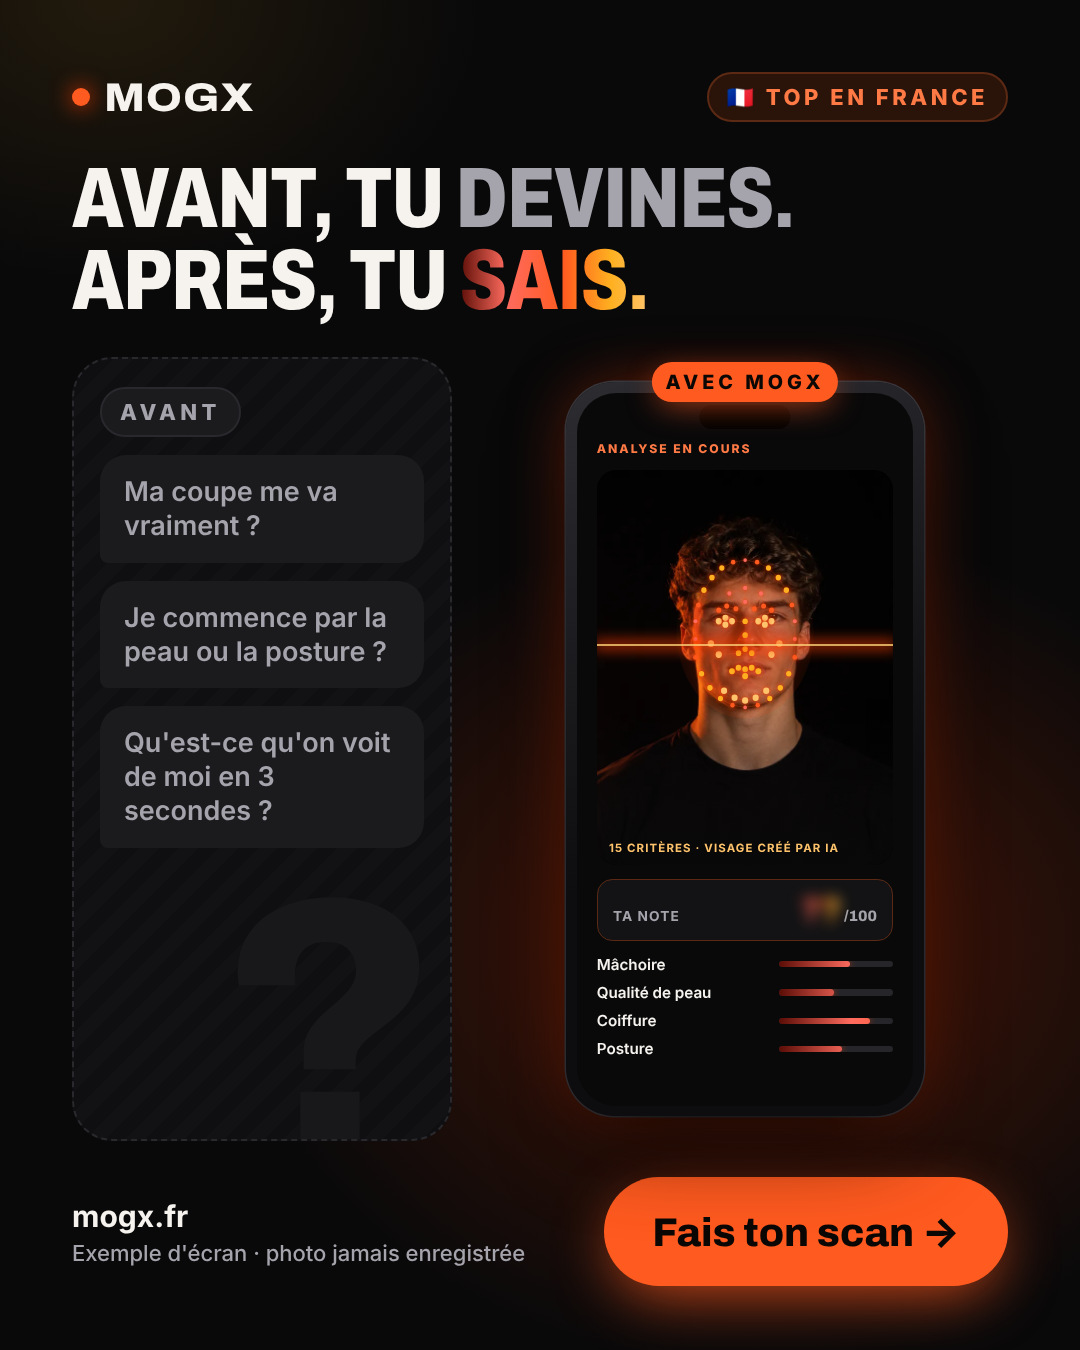 MOGX
🇫🇷 TOP EN FRANCE
AVANT, TU DEVINES.
APRÈS, TU SAIS.
AVANT
Ma coupe me va
vraiment ?
Je commence par la
peau ou la posture ?
Qu'est-ce qu'on voit
de moi en 3
secondes ?
?
AVEC MOGX
ANALYSE EN COURS
15 CRITÈRES · VISAGE CRÉÉ PAR IA
TA NOTE /100
Mâchoire
Qualité de peau
Coiffure
Posture
mogx.fr
Exemple d'écran · photo jamais enregistrée
Fais ton scan →